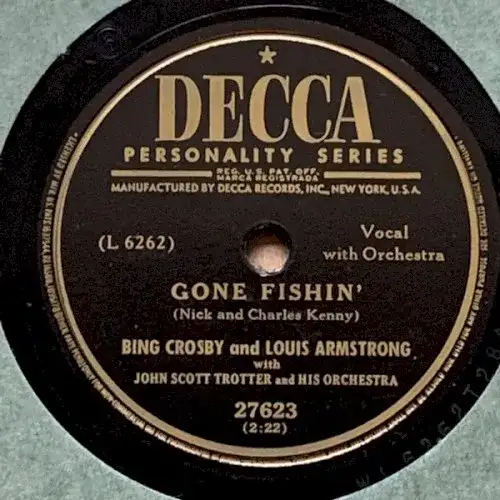 DECCA
PERSONALITY SERIES
REG. U.S. PAT. OFF.
MARCA REGISTRADA
MANUFACTURED BY DECCA RECORDS, INC., NEW YORK, U.S.A.
(L 6262)
Vocal
with Orchestra
GONE FISHIN'
(Nick and Charles Kenny)
BING CROSBY and LOUIS ARMSTRONG
with
JOHN SCOTT TROTTER and HIS ORCHESTRA
27623
(2:22)